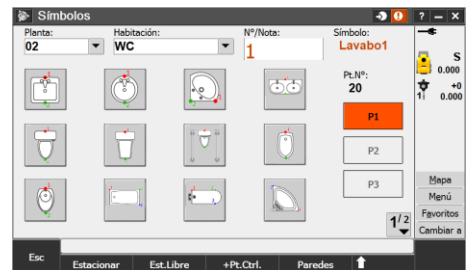 Símbolos
? − ×
Planta:
Habitación:
Nº/Nota:
Símbolo:
02
WC
1
Lavabo1
S
0.000
Pt.Nº:
20
+0
1
0.000
P1
P2
P3
Mapa
Menú
1/2
Favoritos
Cambiar a
Esc
Estacionar
Est.Libre
+Pt.Ctrl.
Paredes